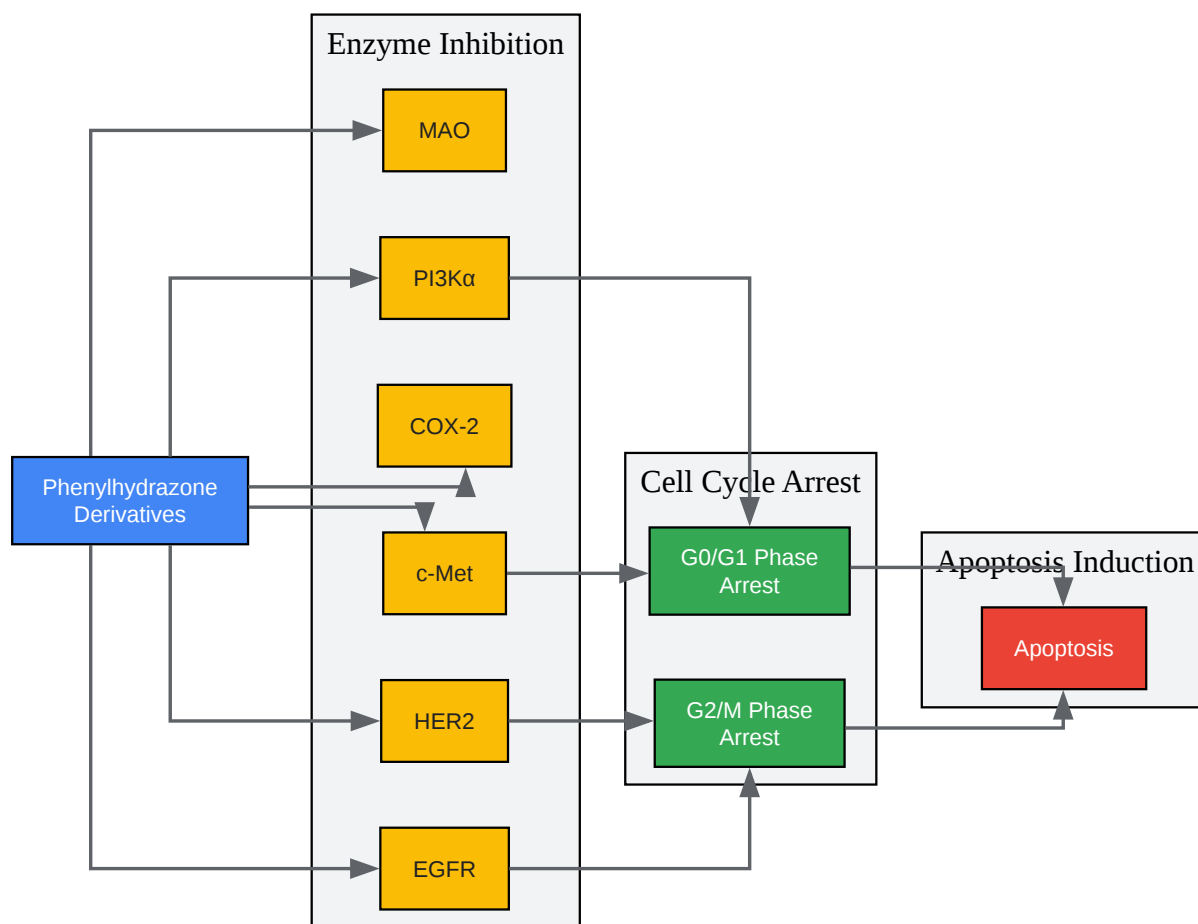 Enzyme Inhibition
MAO
PI3Kα
COX-2
Phenylhydrazone
Derivatives
c-Met
HER2
EGFR
Cell Cycle Arrest
G0/G1 Phase
Arrest
G2/M Phase
Arrest
Apoptosis Induction
Apoptosis